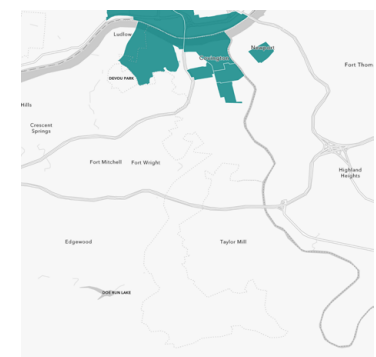 Ludlow
Covington
Newport
Fort Thom
DEVOU PARK
Hills
Crescent
Springs
Fort Mitchell
Fort Wright
Highland
Heights
Edgewood
Taylor Mill
DOE RUN LAKE